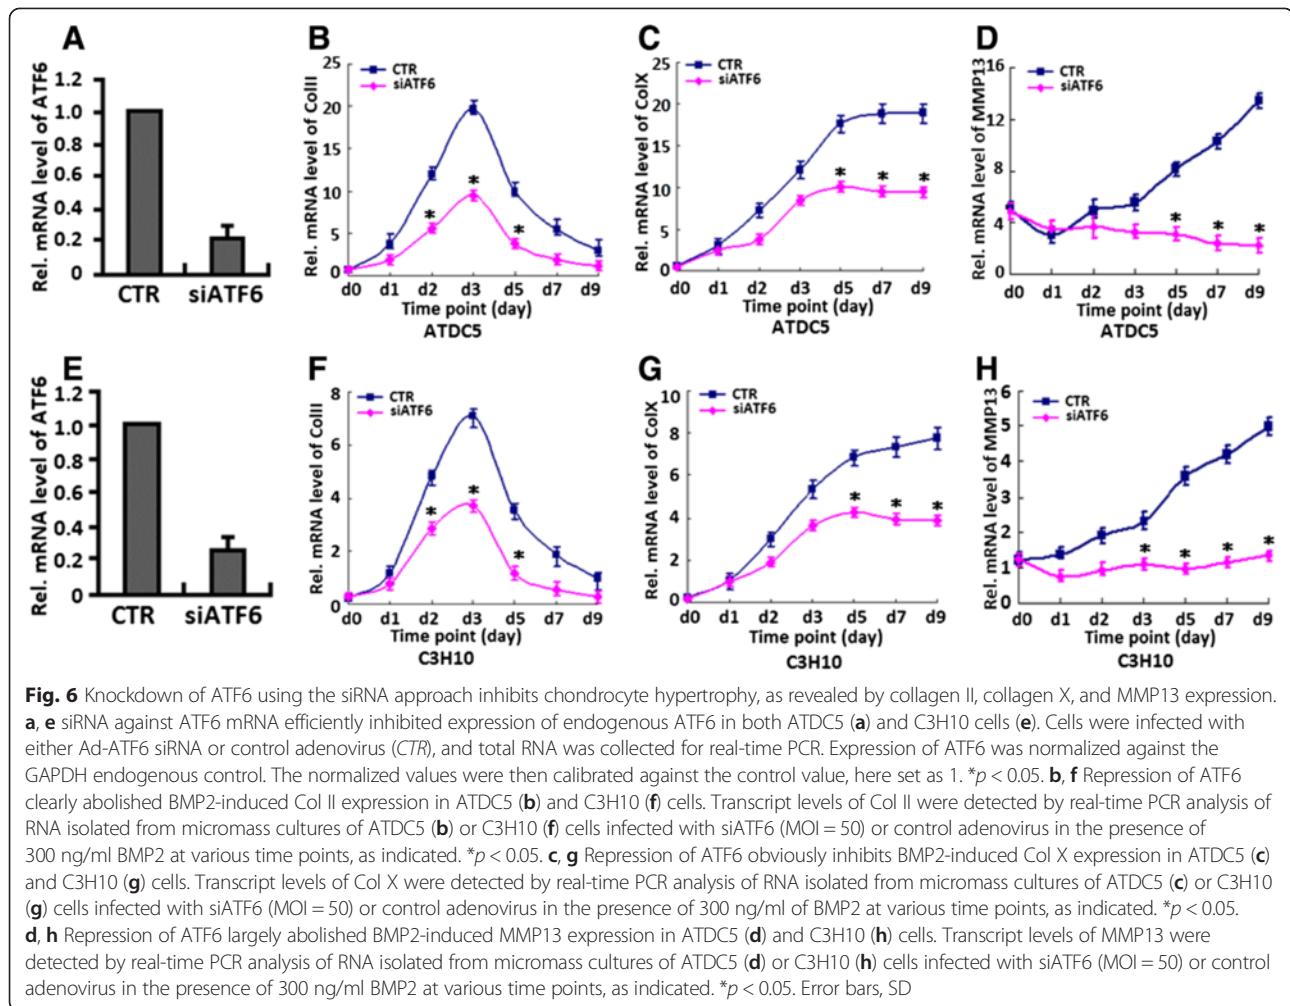 A
Rel. mRNA level of ATF6
1.2
1.0
0.8
0.6
0.4
0.2
0
CTR siATF6
B
Rel. mRNA level of ColII
25
20
15
10
5
0
CTR
siATF6
*
*
*
d0 d1 d2 d3 d5 d7 d9
Time point (day)
ATDC5
C
Rel. mRNA level of ColX
25
20
15
10
5
0
CTR
siATF6
* * *
d0 d1 d2 d3 d5 d7 d9
Time point (day)
ATDC5
D
Rel. mRNA level of MMP13
16
12
8
4
0
CTR
siATF6
* * *
d0 d1 d2 d3 d5 d7 d9
Time point (day)
ATDC5
E
Rel. mRNA level of ATF6
1.2
1.0
0.8
0.6
0.4
0.2
0
CTR siATF6
F
Rel. mRNA level of ColII
8
6
4
2
0
CTR
siATF6
*
*
*
d0 d1 d2 d3 d5 d7 d9
Time point (day)
C3H10
G
Rel. mRNA level of ColX
10
8
6
4
2
0
CTR
siATF6
* * *
d0 d1 d2 d3 d5 d7 d9
Time point (day)
C3H10
H
Rel. mRNA level of MMP13
6
5
4
3
2
1
0
CTR
siATF6
* * * *
d0 d1 d2 d3 d5 d7 d9
Time point (day)
C3H10
Fig. 6 Knockdown of ATF6 using the siRNA approach inhibits chondrocyte hypertrophy, as revealed by collagen II, collagen X, and MMP13 expression.
a, e siRNA against ATF6 mRNA efficiently inhibited expression of endogenous ATF6 in both ATDC5 (a) and C3H10 cells (e). Cells were infected with
either Ad-ATF6 siRNA or control adenovirus (CTR), and total RNA was collected for real-time PCR. Expression of ATF6 was normalized against the
GAPDH endogenous control. The normalized values were then calibrated against the control value, here set as 1. *p < 0.05. b, f Repression of ATF6
clearly abolished BMP2-induced Col II expression in ATDC5 (b) and C3H10 (f) cells. Transcript levels of Col II were detected by real-time PCR analysis of
RNA isolated from micromass cultures of ATDC5 (b) or C3H10 (f) cells infected with siATF6 (MOI = 50) or control adenovirus in the presence of
300 ng/ml BMP2 at various time points, as indicated. *p < 0.05. c, g Repression of ATF6 obviously inhibits BMP2-induced Col X expression in ATDC5 (c)
and C3H10 (g) cells. Transcript levels of Col X were detected by real-time PCR analysis of RNA isolated from micromass cultures of ATDC5 (c) or C3H10
(g) cells infected with siATF6 (MOI = 50) or control adenovirus in the presence of 300 ng/ml of BMP2 at various time points, as indicated. *p < 0.05.
d, h Repression of ATF6 largely abolished BMP2-induced MMP13 expression in ATDC5 (d) and C3H10 (h) cells. Transcript levels of MMP13 were
detected by real-time PCR analysis of RNA isolated from micromass cultures of ATDC5 (d) or C3H10 (h) cells infected with siATF6 (MOI = 50) or control
adenovirus in the presence of 300 ng/ml BMP2 at various time points, as indicated. *p < 0.05. Error bars, SD